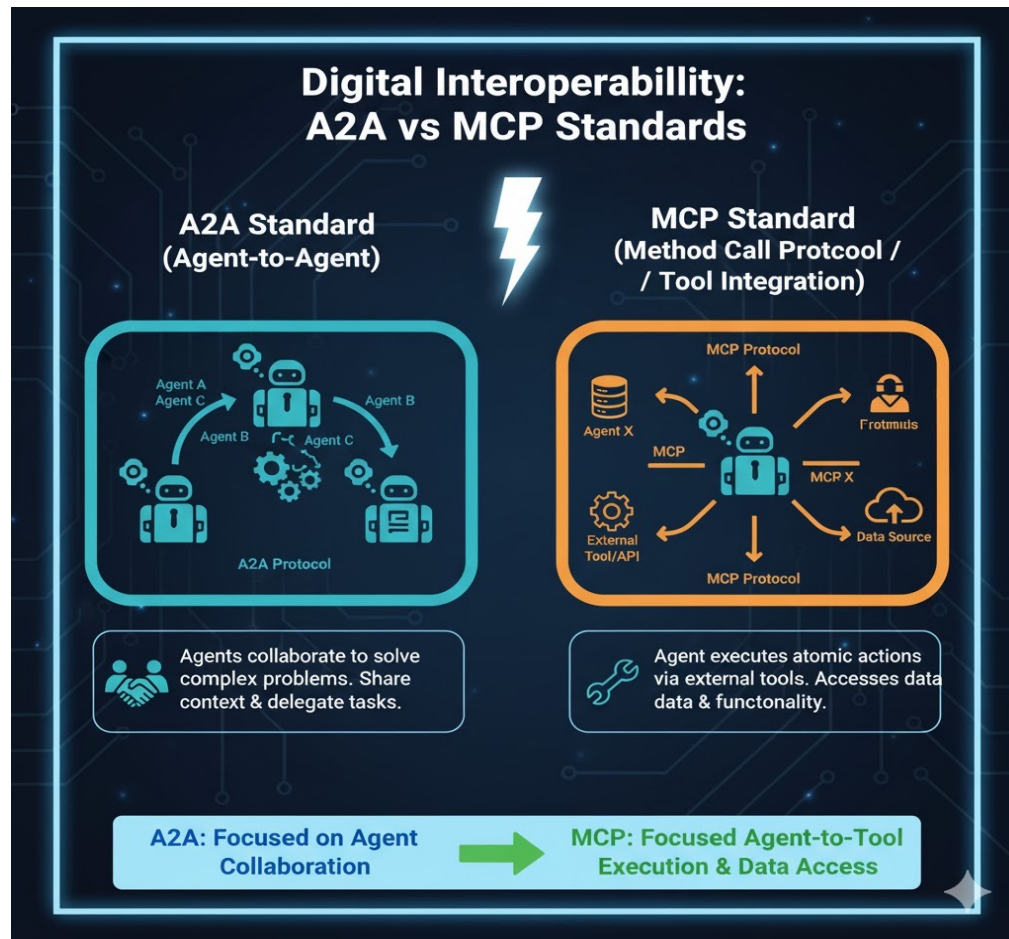 Digital Interoperabillity:
A2A vs MCP Standards
A2A Standard
(Agent-to-Agent)
MCP Standard
(Method Call Protcool /
/ Tool Integration)
Agent A
Agent C
Agent B
Agent B
Agent C
A2A Protocol
MCP Protocol
Agent X
Frotmiuls
MCP
MCP X
External
Tool/API
Data Source
MCP Protocol
Agents collaborate to solve
complex problems. Share
context & delegate tasks.
Agent executes atomic actions
via external tools. Accesses data
data & functonality.
A2A: Focused on Agent
Collaboration
MCP: Focused Agent-to-Tool
Execution & Data Access